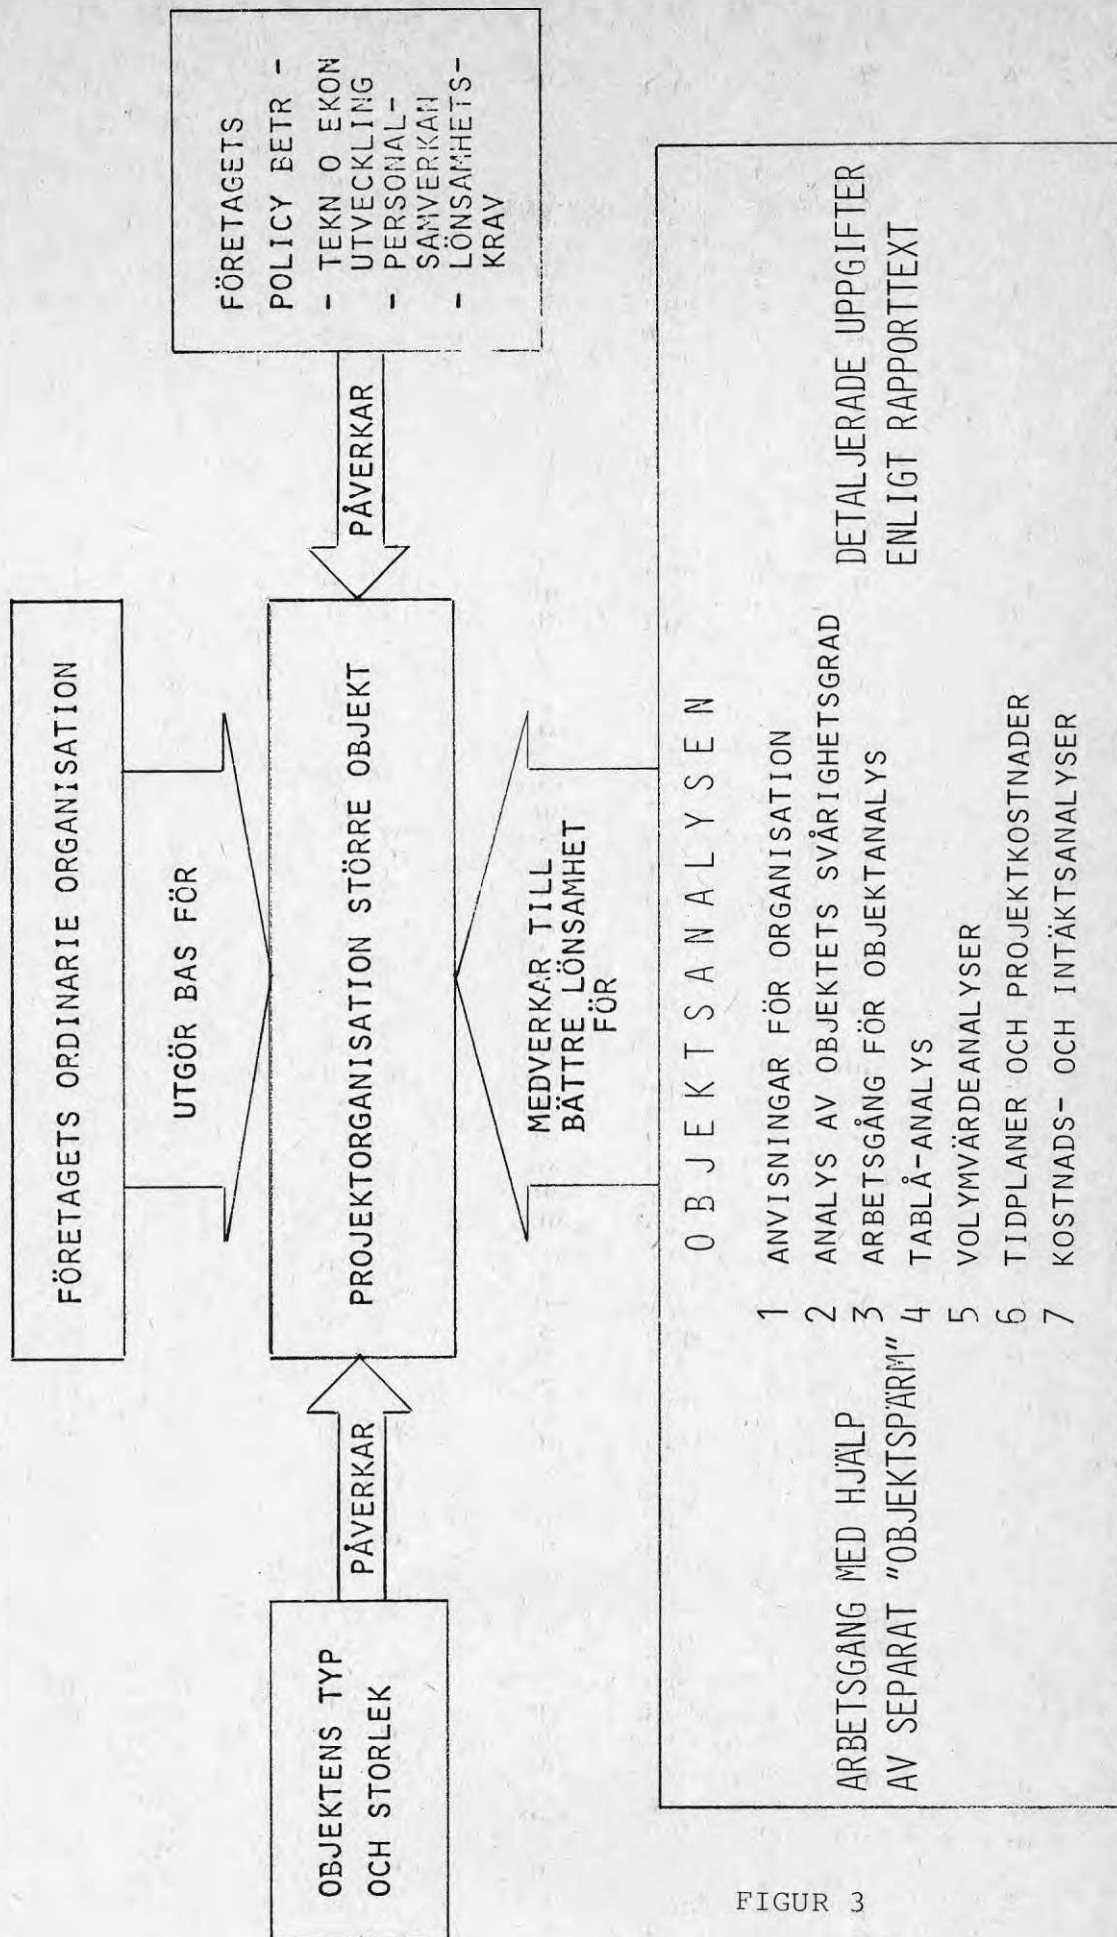 FÖRETAGETS ORDINARIE ORGANISATION
UTGÖR BAS FÖR
OBJEKTENS TYP
OCH STORLEK
PÅVERKAR
PROJEKTORGANISATION STÖRRE OBJEKT
PÅVERKAR
FÖRETAGETS
POLICY BETR -
- TEKN O EKON
UTVECKLING
- PERSONAL-
SAMVERKAN
- LÖNSAMHETS-
KRAV
MEDVERKAR TILL
BÄTTRE LÖNSAMHET
FÖR
OBJEKTSANALYSEN
ARBETSGÅNG MED HJÄLP
AV SEPARAT "OBJEKTSPÄRM"
1 ANVISNINGAR FÖR ORGANISATION
2 ANALYS AV OBJEKTETS SVÅRIGHETSGRAD
3 ARBETSGÅNG FÖR OBJEKTANALYS
4 TABLÅ-ANALYS
5 VOLYMVÄRDEANALYSER
6 TIDPLANER OCH PROJEKTKOSTNADER
7 KOSTNADS- OCH INTÄKTSANALYSER
DETALJERADE UPPGIFTER
ENLIGT RAPPORTTEXT
FIGUR 3